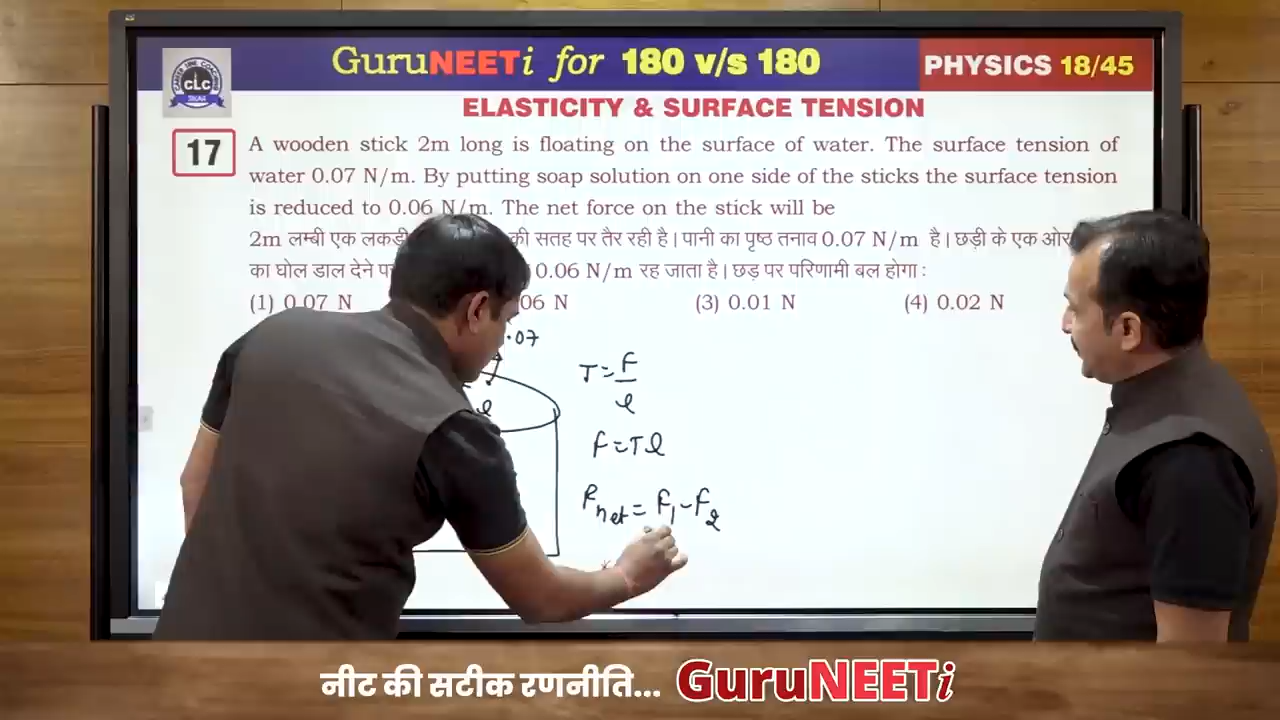 GuruNEETi for 180 v/s 180
PHYSICS 18/45
CLC
ELASTICITY & SURFACE TENSION
17
A wooden stick 2m long is floating on the surface of water. The surface tension of
water 0.07 N/m. By putting soap solution on one side of the sticks the surface tension
is reduced to 0.06 N/m. The net force on the stick will be
2m लम्बी एक लकड़ी की सतह पर तैर रही है। पानी का पृष्ठ तनाव 0.07 N/m है। छड़ी के एक ओर
का घोल डाल देने 0.06 N/m रह जाता है। छड़ पर परिणामी बल होगा :
(1) 0.07 N 06 N (3) 0.01 N (4) 0.02 N
.07
T = F/l
l
F = Tl
Fnet = F1 - F2
नीट की सटीक रणनीति... GuruNEETi